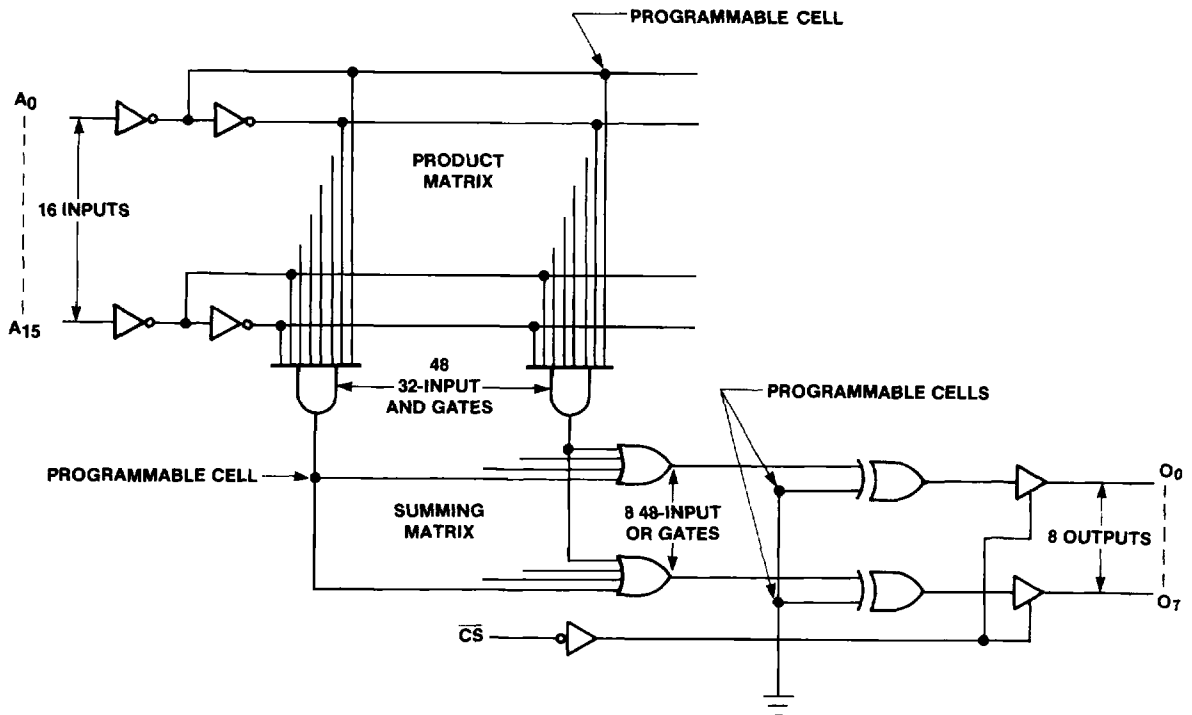 PROGRAMMABLE CELL
A0
PRODUCT
MATRIX
16 INPUTS
A15
48
32-INPUT
AND GATES
PROGRAMMABLE CELLS
PROGRAMMABLE CELL
SUMMING
MATRIX
8 48-INPUT
OR GATES
O0
8 OUTPUTS
O7
CS